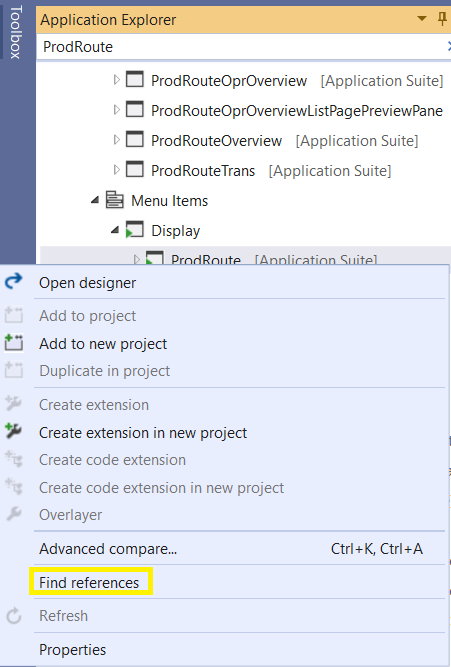 Toolbox
Application Explorer
ProdRoute
ProdRouteOprOverview [Application Suite]
ProdRouteOprOverviewListPagePreviewPane
ProdRouteOverview [Application Suite]
ProdRouteTrans [Application Suite]
Menu Items
Display
ProdRoute [Application Suite]
Open designer
Add to project
Add to new project
Duplicate in project
Create extension
Create extension in new project
Create code extension
Create code extension in new project
Overlayer
Advanced compare... Ctrl+K, Ctrl+A
Find references
Refresh
Properties